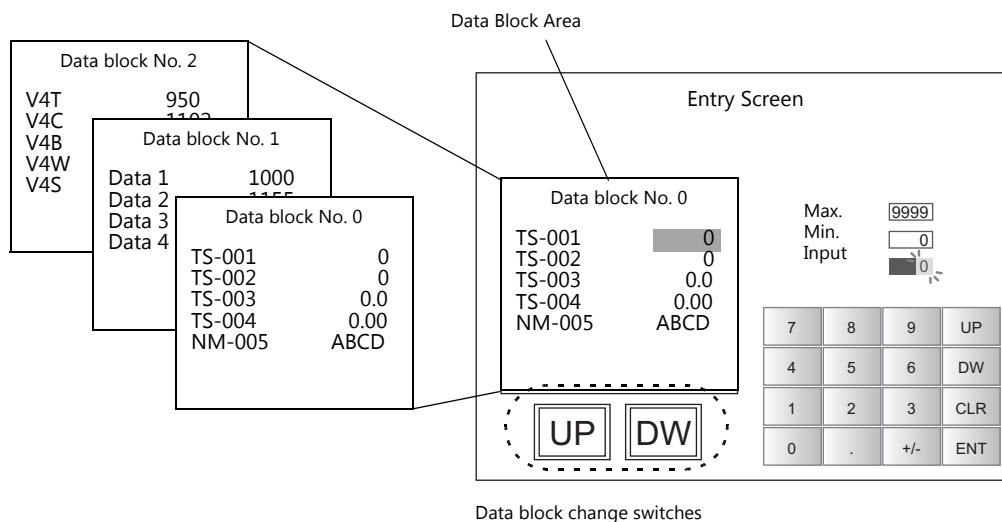 Data Block Area
Data block No. 2
V4T 950
V4C
V4B
V4W
V4S
Data block No. 1
Data 1 1000
Data 2
Data 3
Data 4
Data block No. 0
TS-001 0
TS-002 0
TS-003 0.0
TS-004 0.00
NM-005 ABCD
Entry Screen
Data block No. 0
TS-001 0
TS-002 0
TS-003 0.0
TS-004 0.00
NM-005 ABCD
UP DW
Max. 9999
Min. 0
Input 0
7 8 9 UP
4 5 6 DW
1 2 3 CLR
0 . +/- ENT
Data block change switches